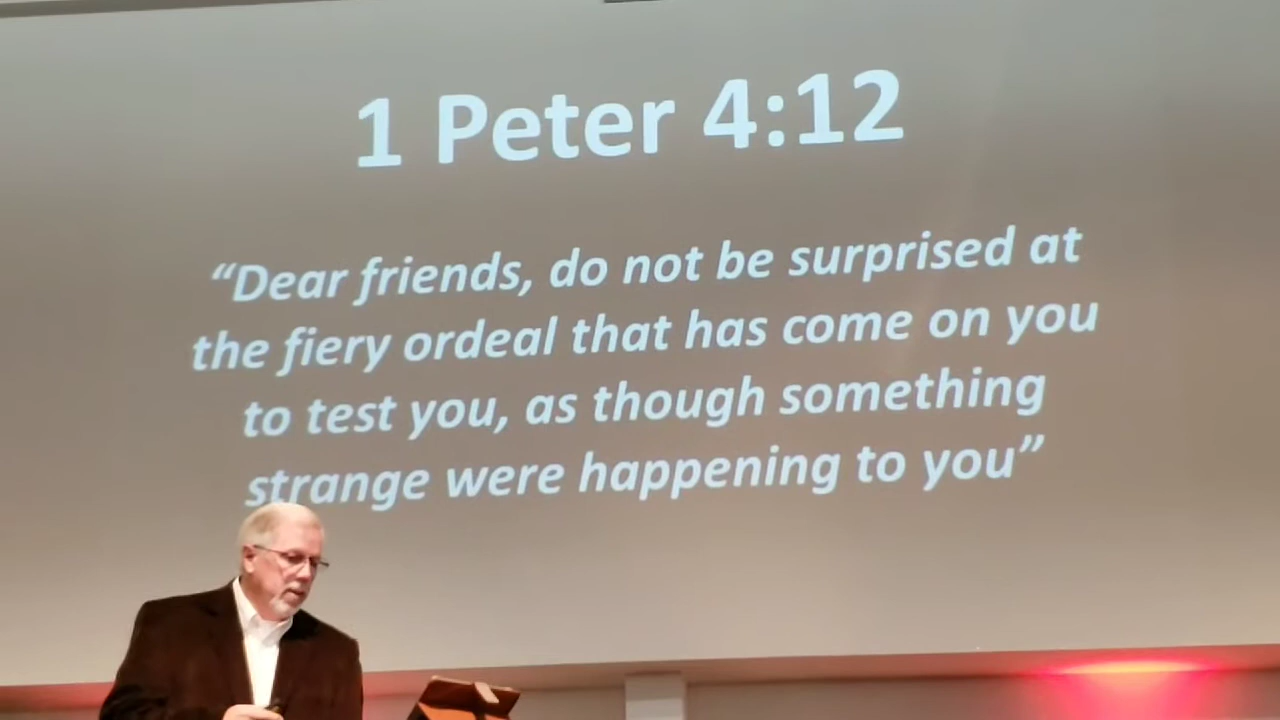 1 Peter 4:12
“Dear friends, do not be surprised at
the fiery ordeal that has come on you
to test you, as though something
strange were happening to you”